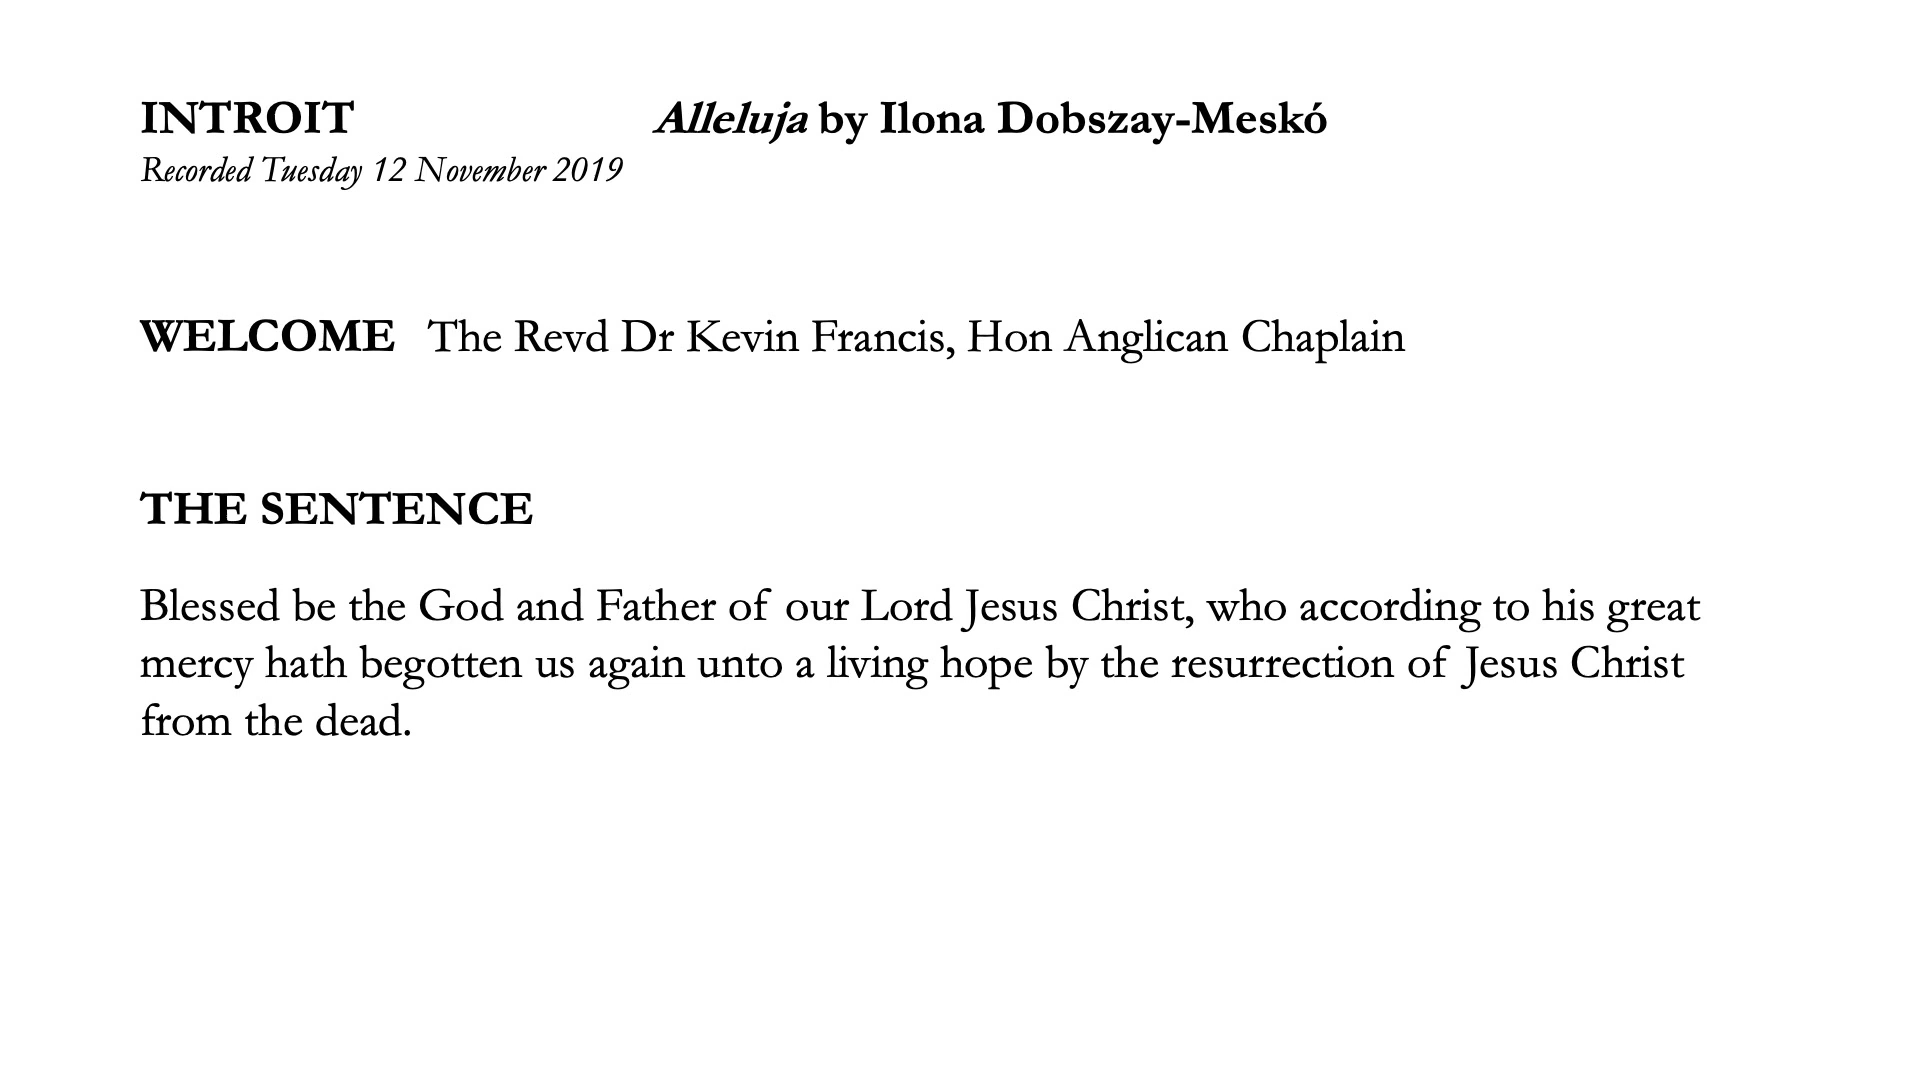 INTROIT Alleluja by Ilona Dobszay-Meskó
Recorded Tuesday 12 November 2019
WELCOME The Revd Dr Kevin Francis, Hon Anglican Chaplain
THE SENTENCE
Blessed be the God and Father of our Lord Jesus Christ, who according to his great
mercy hath begotten us again unto a living hope by the resurrection of Jesus Christ
from the dead.